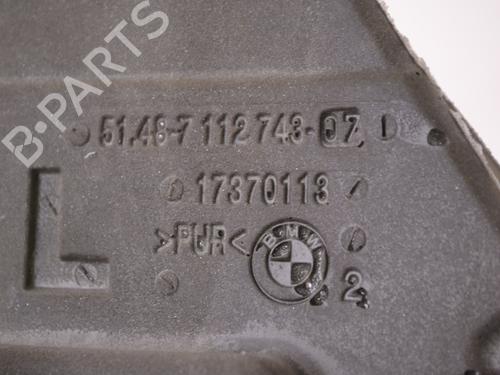 B-PARTS
51.48-7 112 743-07
17370113
L
>PUR<
BMW
2